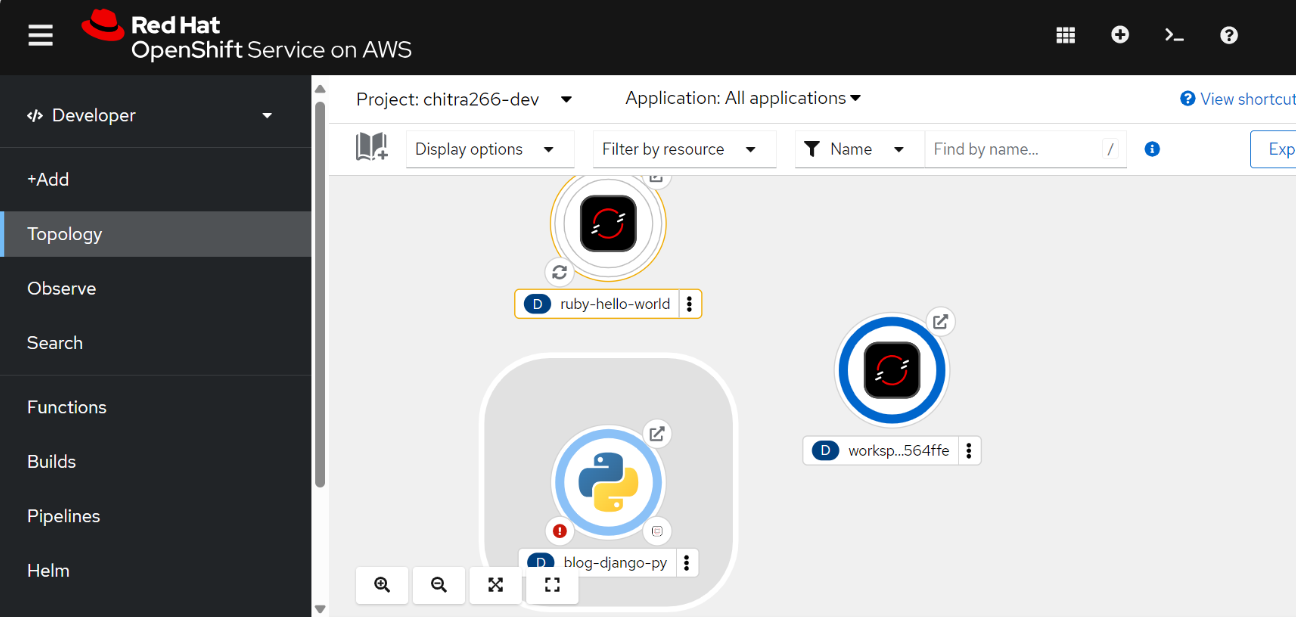 Red Hat
OpenShift Service on AWS
Developer
Project: chitra266-dev
Application: All applications
View shortcut
+Add
Display options
Filter by resource
Name
Find by name...
/
Exp
Topology
Observe
Search
Functions
Builds
Pipelines
Helm
D ruby-hello-world
D worksp...564ffe
D blog-django-py